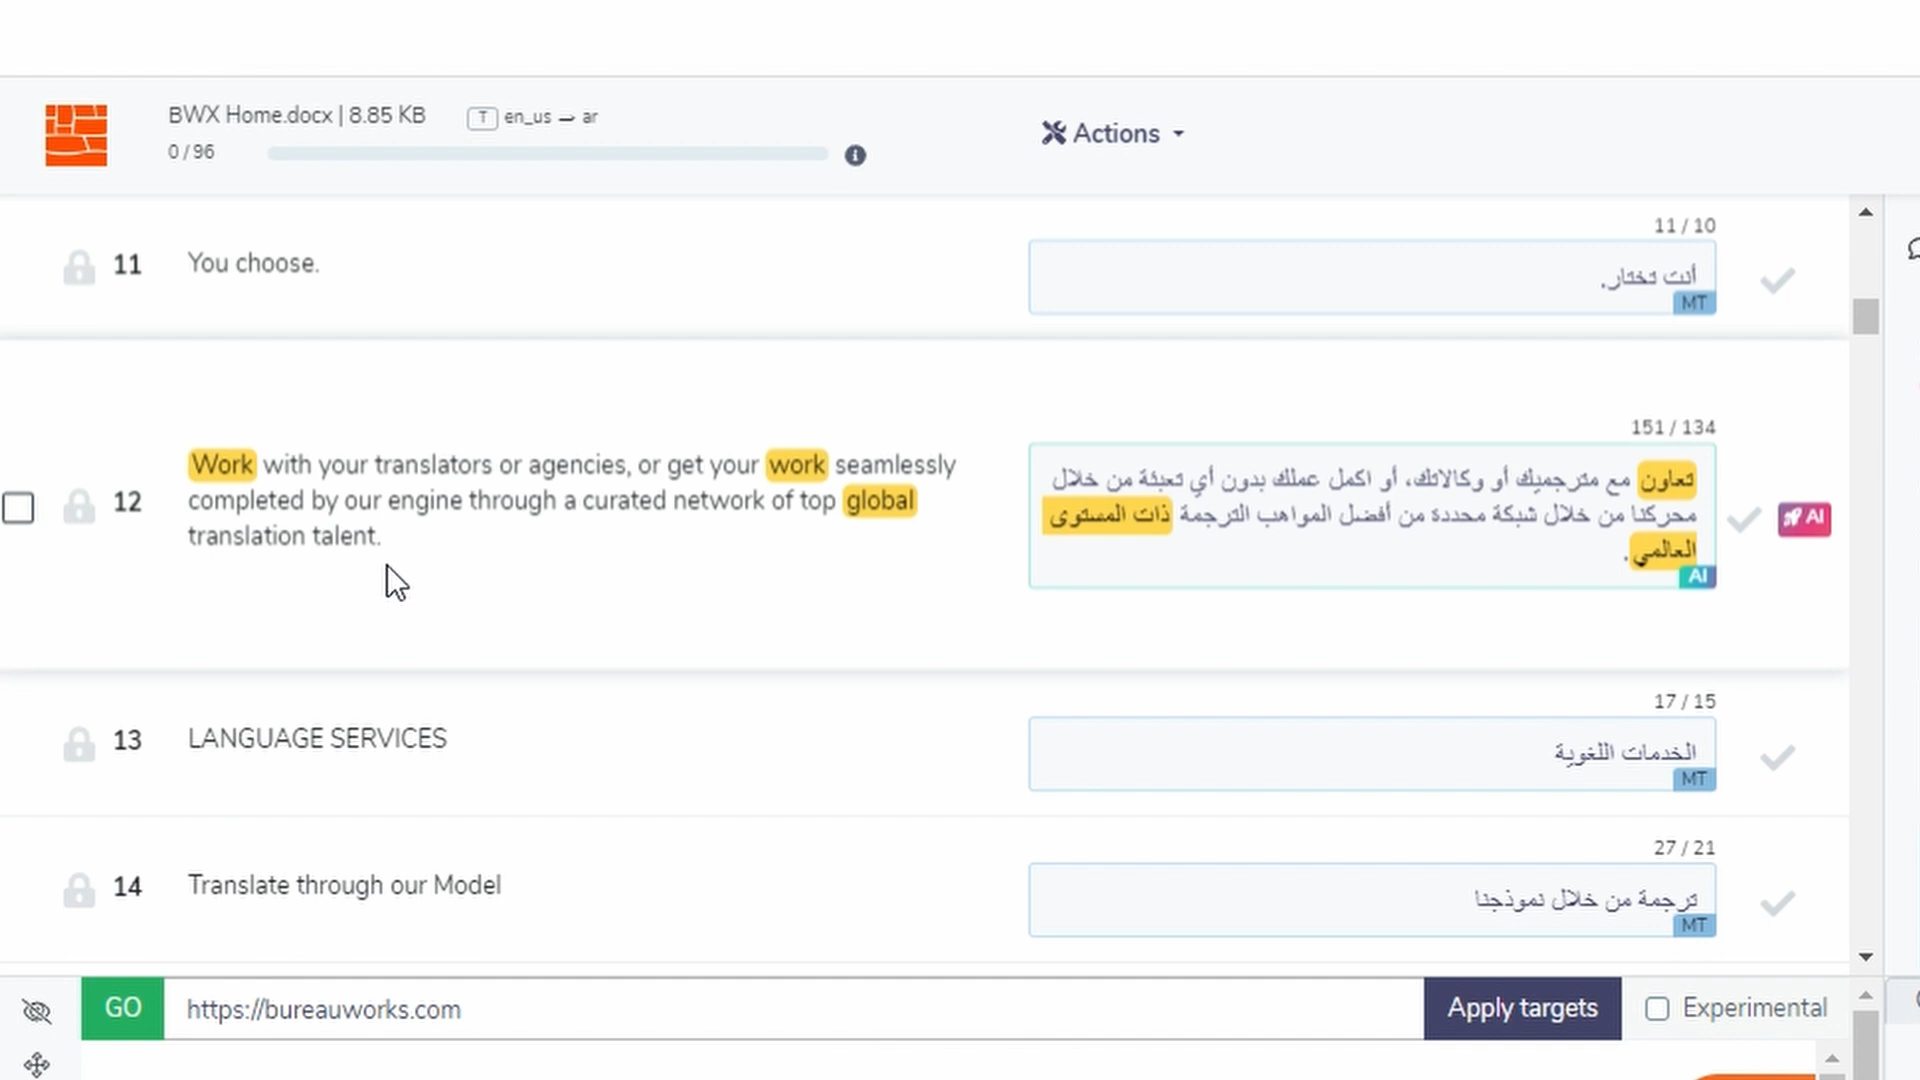 BWX Home.docx | 8.85 KB
T en_us → ar
0 / 96
Actions
11
You choose.
11 / 10
أنت تختار.
MT
12
Work with your translators or agencies, or get your work seamlessly
completed by our engine through a curated network of top global
translation talent.
151 / 134
تعاون مع مترجميك أو وكالاتك، أو اكمل عملك بدون أي تعبئة من خلال
محركنا من خلال شبكة محددة من أفضل المواهب الترجمة ذات المستوى
العالمي.
AI
AI
13
LANGUAGE SERVICES
17 / 15
الخدمات اللغوية
MT
14
Translate through our Model
27 / 21
ترجمة من خلال نموذجنا
MT
GO
https://bureauworks.com
Apply targets
Experimental